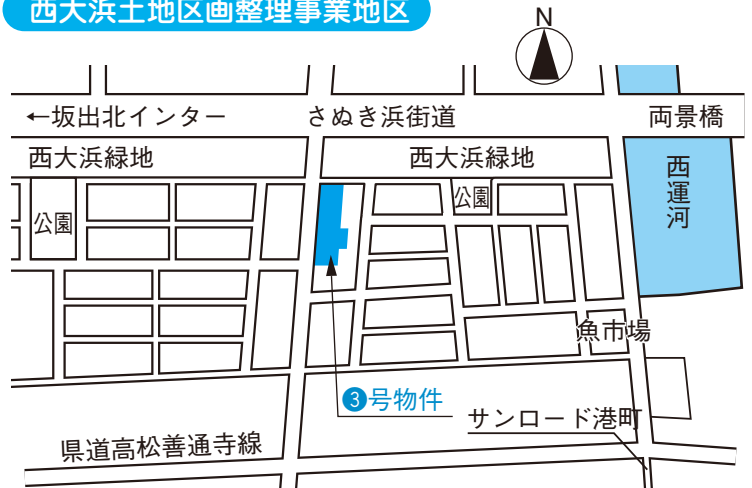 西大浜土地区画整理事業地区
N
←坂出北インター
さぬき浜街道
両景橋
西大浜緑地
西大浜緑地
西運河
公園
公園
魚市場
❸号物件
サンロード港町
県道高松善通寺線